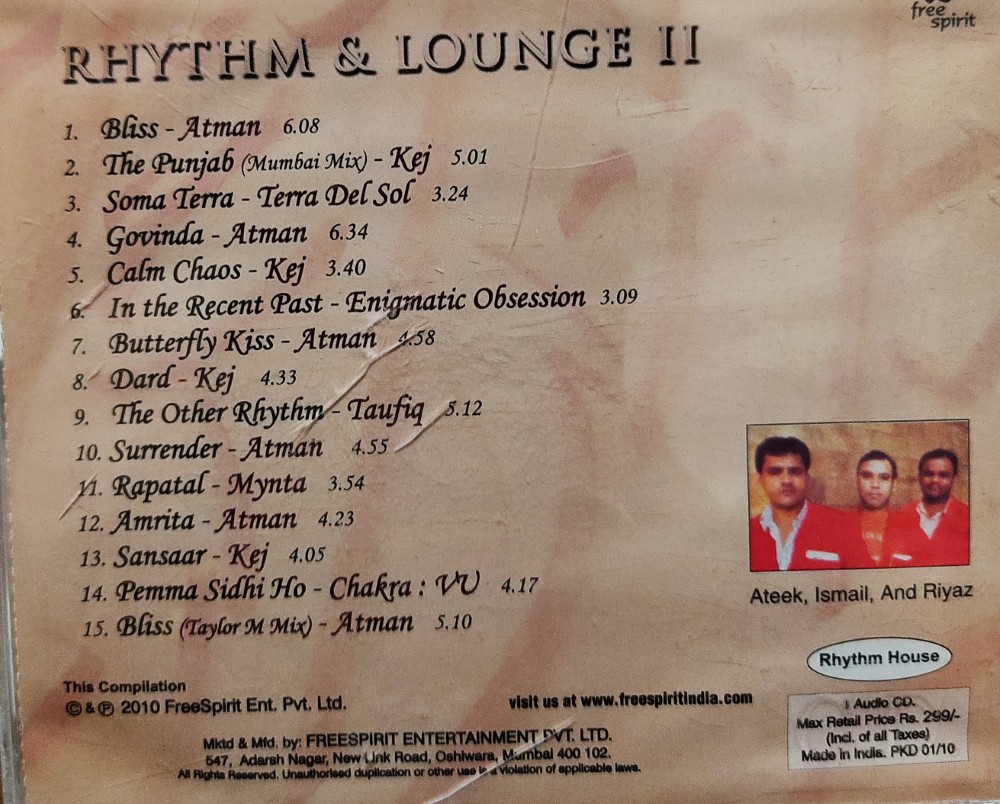 free
spirit
RHYTHM & LOUNGE II
1. Bliss - Atman 6.08
2. The Punjab (Mumbai Mix) - Kej 5.01
3. Soma Terra - Terra Del Sol 3.24
4. Govinda - Atman 6.34
5. Calm Chaos - Kej 3.40
6. In the Recent Past - Enigmatic Obsession 3.09
7. Butterfly Kiss - Atman 4.58
8. Dard - Kej 4.33
9. The Other Rhythm - Taufiq 5.12
10. Surrender - Atman 4.55
11. Rapatal - Mynta 3.54
12. Amrita - Atman 4.23
13. Sansaar - Kej 4.05
14. Pemma Sidhi Ho - Chakra : VU 4.17
15. Bliss (Taylor M Mix) - Atman 5.10
Ateek, Ismail, And Riyaz
Rhythm House
This Compilation
© & ℗ 2010 FreeSpirit Ent. Pvt. Ltd.
visit us at www.freespiritindia.com
1 Audio CD.
Max Retail Price Rs. 299/-
(Incl. of all Taxes)
Made in India. PKD 01/10
Mktd & Mfd. by: FREESPIRIT ENTERTAINMENT PVT. LTD.
547, Adarsh Nagar, New Link Road, Oshiwara, Mumbai 400 102.
All Rights Reserved. Unauthorised duplication or other use is a violation of applicable laws.